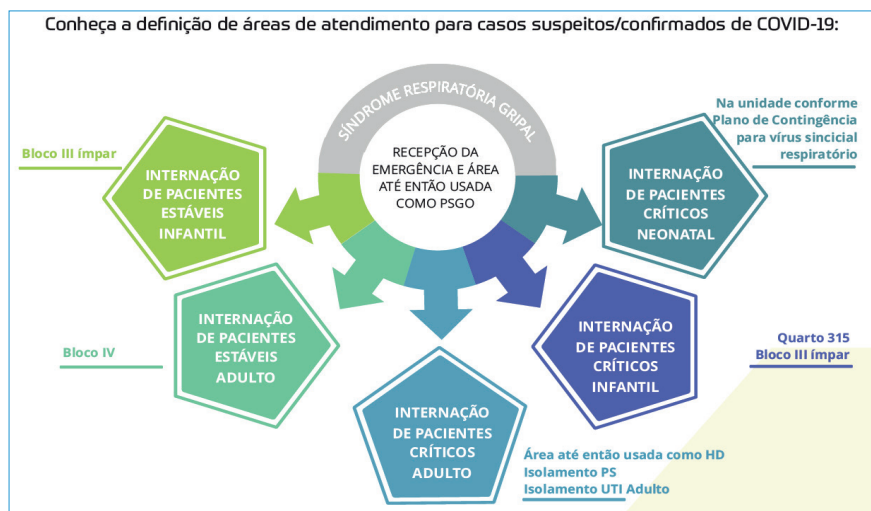 Conheça a definição de áreas de atendimento para casos suspeitos/confirmados de COVID-19:
SÍNDROME RESPIRATÓRIA GRIPAL
RECEPÇÃO DA
EMERGÊNCIA E ÁREA
ATÉ ENTÃO USADA
COMO PSGO
Bloco III ímpar
INTERNAÇÃO
DE PACIENTES
ESTÁVEIS
INFANTIL
Bloco IV
INTERNAÇÃO
DE PACIENTES
ESTÁVEIS
ADULTO
INTERNAÇÃO
DE PACIENTES
CRÍTICOS
ADULTO
Área até então usada como HD
Isolamento PS
Isolamento UTI Adulto
INTERNAÇÃO
DE PACIENTES
CRÍTICOS
INFANTIL
Quarto 315
Bloco III ímpar
INTERNAÇÃO
DE PACIENTES
CRÍTICOS
NEONATAL
Na unidade conforme
Plano de Contingência
para vírus sincicial
respiratório